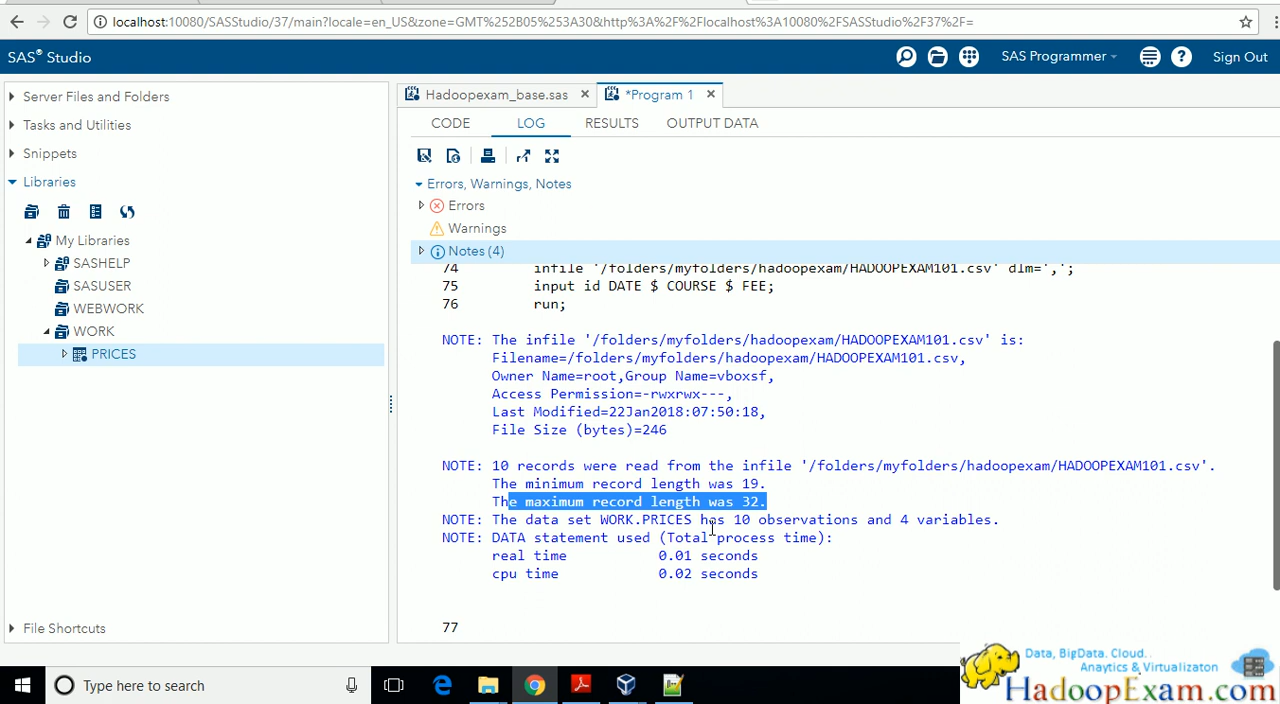 localhost:10080/SASStudio/37/main?locale=en_US&zone=GMT%252B05%253A30&http%3A%2F%2Flocalhost%3A10080%2FSASStudio%2F37%2F=
SAS® Studio
SAS Programmer
Sign Out
Server Files and Folders
Tasks and Utilities
Snippets
Libraries
My Libraries
SASHELP
SASUSER
WEBWORK
WORK
PRICES
File Shortcuts
Hadoopexam_base.sas
*Program 1
CODE
LOG
RESULTS
OUTPUT DATA
Errors, Warnings, Notes
Errors
Warnings
Notes (4)
74 infile '/folders/myfolders/hadoopexam/HADOOPEXAM101.csv' dlm=',';
75 input id DATE $ COURSE $ FEE;
76 run;
NOTE: The infile '/folders/myfolders/hadoopexam/HADOOPEXAM101.csv' is:
Filename=/folders/myfolders/hadoopexam/HADOOPEXAM101.csv,
Owner Name=root,Group Name=vboxsf,
Access Permission=-rwxrwx---,
Last Modified=22Jan2018:07:50:18,
File Size (bytes)=246
NOTE: 10 records were read from the infile '/folders/myfolders/hadoopexam/HADOOPEXAM101.csv'.
The minimum record length was 19.
The maximum record length was 32.
NOTE: The data set WORK.PRICES has 10 observations and 4 variables.
NOTE: DATA statement used (Total process time):
real time 0.01 seconds
cpu time 0.02 seconds
77
Type here to search
Data, BigData. Cloud.
Anaytics & Virtualizaton
HadoopExam.com